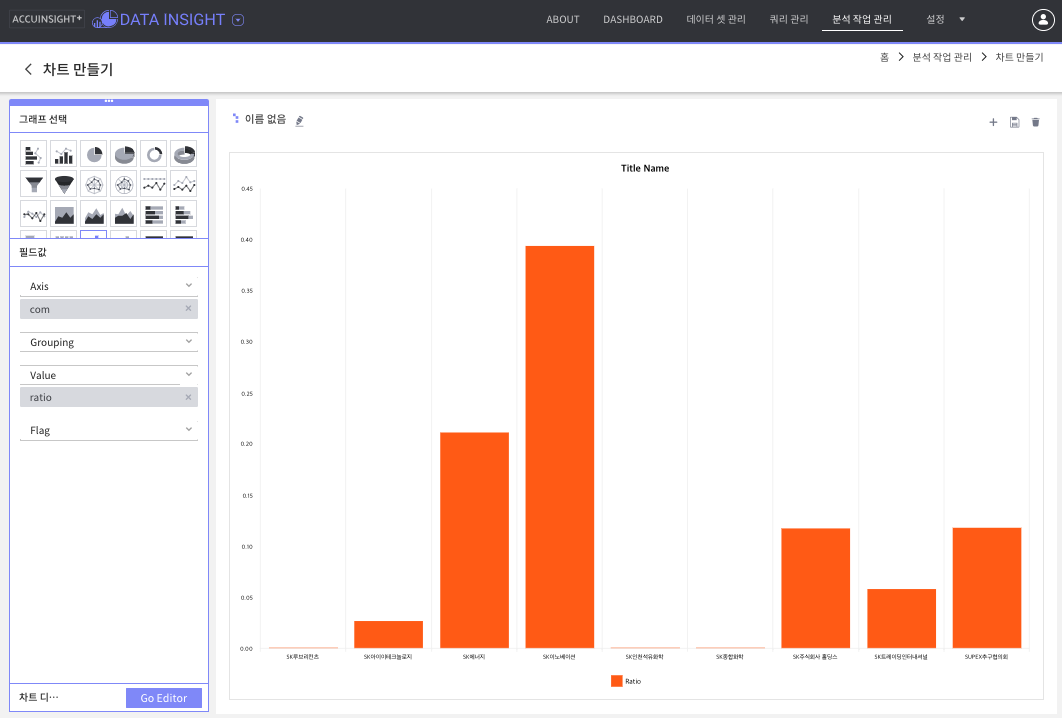 ACCUINSIGHT+ DATA INSIGHT ABOUT DASHBOARD 데이터 셋 관리 쿼리 관리 분석 작업 관리 설정
차트 만들기
홈 > 분석 작업 관리 > 차트 만들기
그래프 선택
필드값
Axis
com
Grouping
Value
ratio
Flag
차트 디…
Go Editor
이름 없음
Title Name
0.45
0.40
0.35
0.30
0.25
0.20
0.15
0.10
0.05
0.00
SK루브리컨츠 SK아이이테크놀로지 SK에너지 SK이노베이션 SK인천석유화학 SK종합화학 SK주식회사 홀딩스 SK트레이딩인터내셔널 SUPEX추구협의회
Ratio